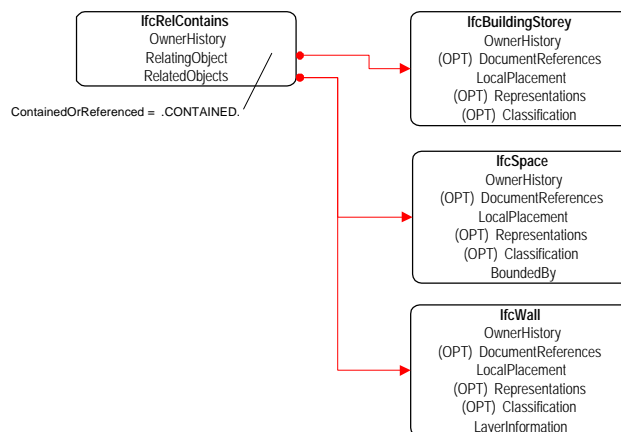 IfcRelContains
OwnerHistory
RelatingObject
RelatedObjects
ContainedOrReferenced = .CONTAINED.
IfcBuildingStorey
OwnerHistory
(OPT) DocumentReferences
LocalPlacement
(OPT) Representations
(OPT) Classification
IfcSpace
OwnerHistory
(OPT) DocumentReferences
LocalPlacement
(OPT) Representations
(OPT) Classification
BoundedBy
IfcWall
OwnerHistory
(OPT) DocumentReferences
LocalPlacement
(OPT) Representations
(OPT) Classification
LayerInformation